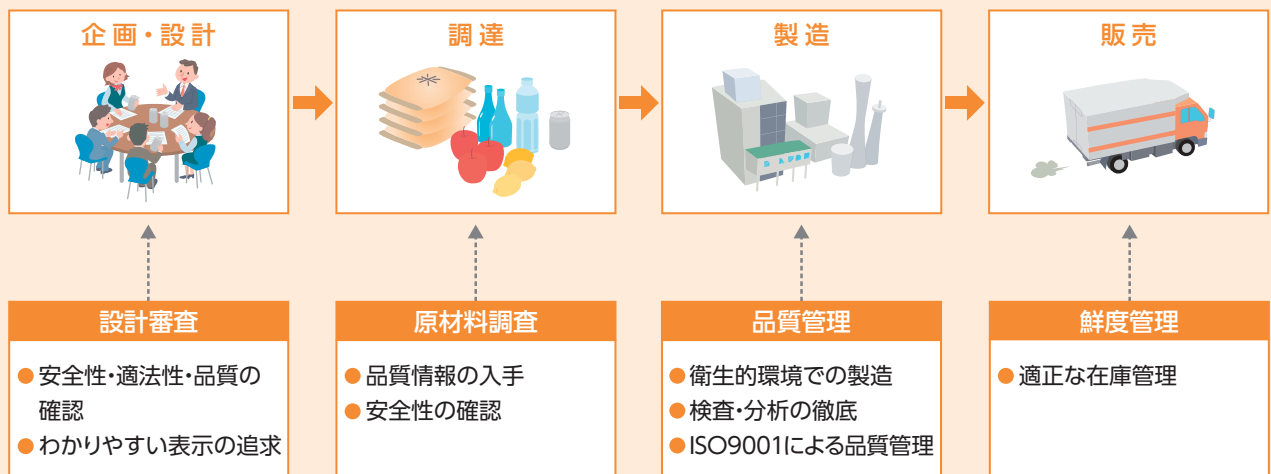 企画・設計
調達
製造
販売
設計審査
●安全性・適法性・品質の
確認
●わかりやすい表示の追求
原材料調査
●品質情報の入手
●安全性の確認
品質管理
●衛生的環境での製造
●検査・分析の徹底
●ISO9001による品質管理
鮮度管理
●適正な在庫管理